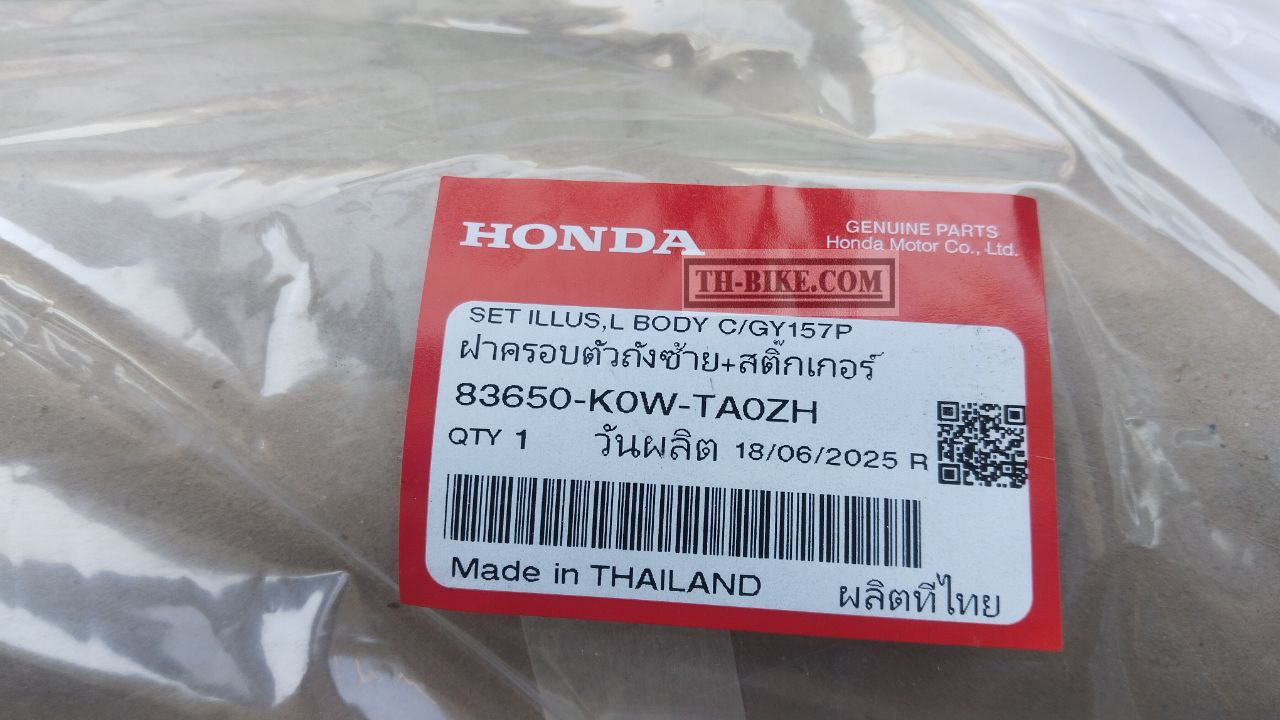 HONDA
GENUINE PARTS
Honda Motor Co., Ltd.
TH-BIKE.COM
SET ILLUS,L BODY C/GY157P
ฝาครอบตัวถังซ้าย+สติ๊กเกอร์
83650-K0W-TA0ZH
QTY 1 วันผลิต 18/06/2025 R
Made in THAILAND ผลิตที่ไทย